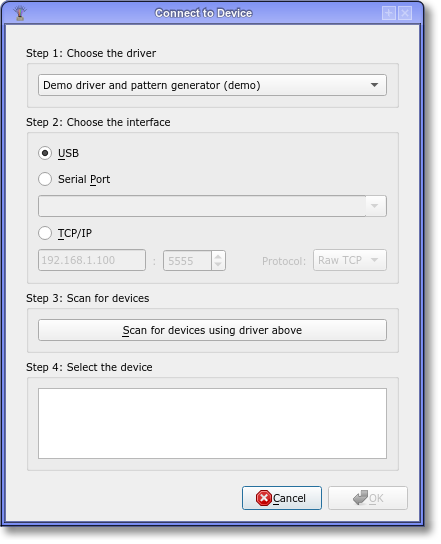 Connect to Device
Step 1: Choose the driver
Demo driver and pattern generator (demo)
Step 2: Choose the interface
USB
Serial Port
TCP/IP
192.168.1.100 : 5555 Protocol: Raw TCP
Step 3: Scan for devices
Scan for devices using driver above
Step 4: Select the device
Cancel OK